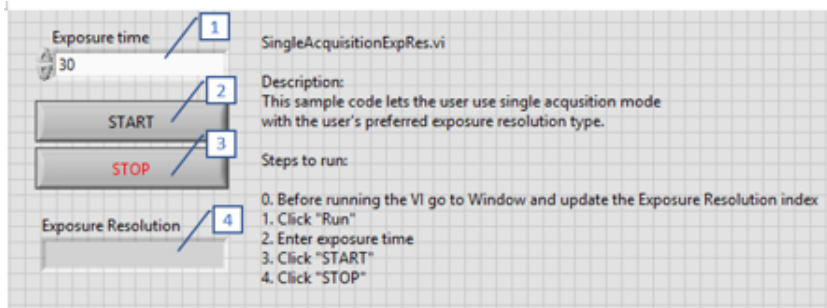 Exposure time
1
30
2
START
3
STOP
Exposure Resolution
4
SingleAcquisitionExpRes.vi
Description:
This sample code lets the user use single acqusition mode
with the user's preferred exposure resolution type.
Steps to run:
0. Before running the VI go to Window and update the Exposure Resolution index
1. Click "Run"
2. Enter exposure time
3. Click "START"
4. Click "STOP"